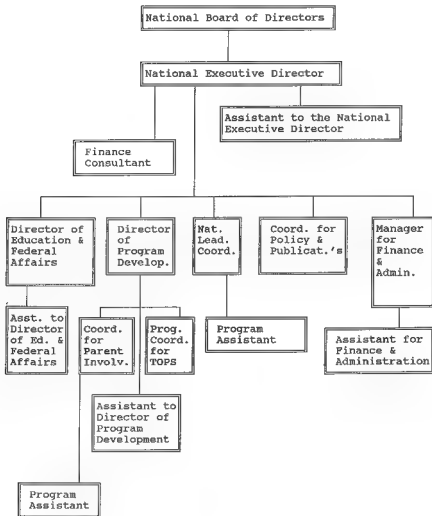 National Board of Directors
National Executive Director
Assistant to the National
Executive Director
Finance
Consultant
Director of
Education &
Federal
Affairs
Director
of
Program
Develop.
Nat.
Lead.
Coord.
Coord. for
Policy &
Publicat.'s
Manager
for
Finance
&
Admin.
Asst. to
Director
of Ed. &
Federal
Affairs
Coord.
for
Parent
Involv.
Prog.
Coord.
for
TOPS
Program
Assistant
Assistant for
Finance &
Administration
Assistant to
Director of
Program
Development
Program
Assistant